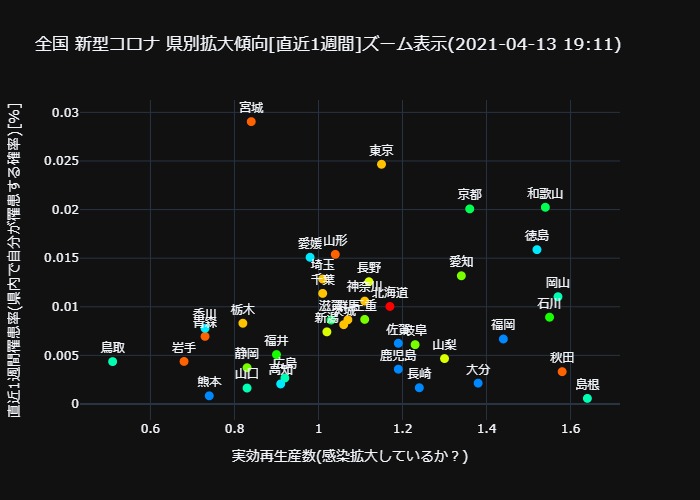 全国 新型コロナ 県別拡大傾向[直近1週間]ズーム表示(2021-04-13 19:11)
直近1週間罹患率(県内で自分が罹患する確率)[%]
0.03
0.025
0.02
0.015
0.01
0.005
0
宮城
東京
京都
和歌山
徳島
愛媛
山形
埼玉
長野
愛知
千葉
神奈川
北海道
岡山
石川
栃木
香川
青森
新潟
佐賀
岐阜
福岡
鳥取
岩手
静岡
福井
広島
高知
山口
熊本
鹿児島
長崎
山梨
大分
秋田
島根
0.6
0.8
1
1.2
1.4
1.6
実効再生産数(感染拡大しているか？)